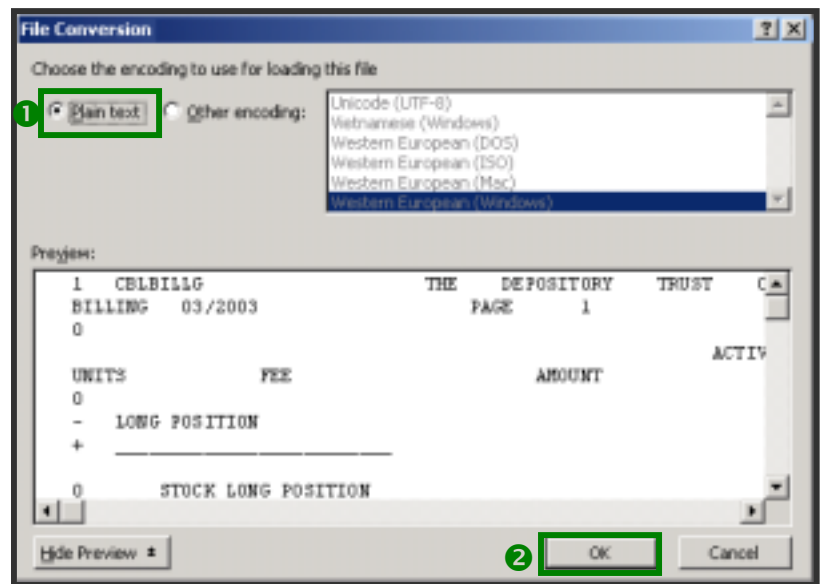 File Conversion
Choose the encoding to use for loading this file
1 Plain text Other encoding:
Unicode (UTF-8)
Vietnamese (Windows)
Western European (DOS)
Western European (ISO)
Western European (Mac)
Western European (Windows)
Preview:
1 CBLBILLG THE DEPOSITORY TRUST C
BILLING 03/2003 PAGE 1
0
ACTIV
UNITS FEE AMOUNT
0
- LONG POSITION
+ ____________________
0 STOCK LONG POSITION
Hide Preview 2 OK Cancel